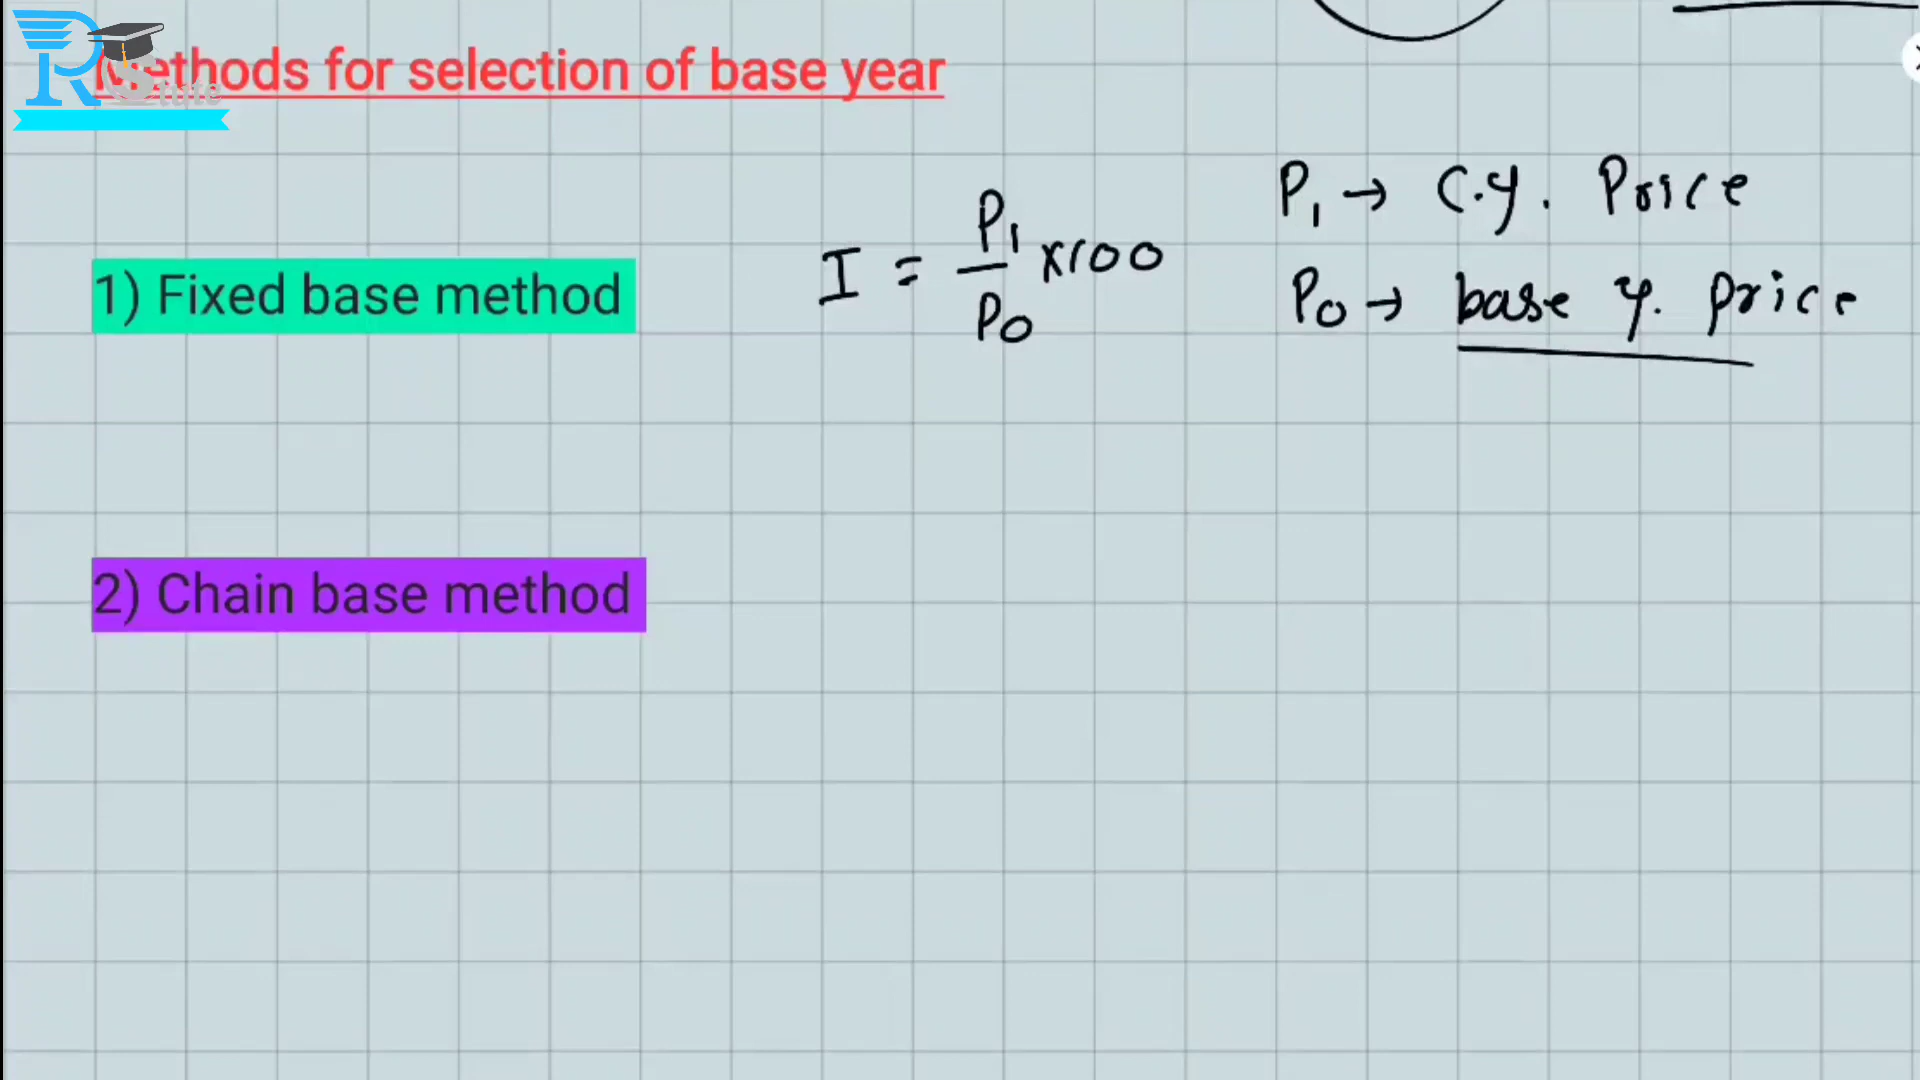 Methods for selection of base year
RStute
1) Fixed base method
I = P₁/P₀ x100
P₁ → C.Y. Price
P₀ → base y. price
2) Chain base method